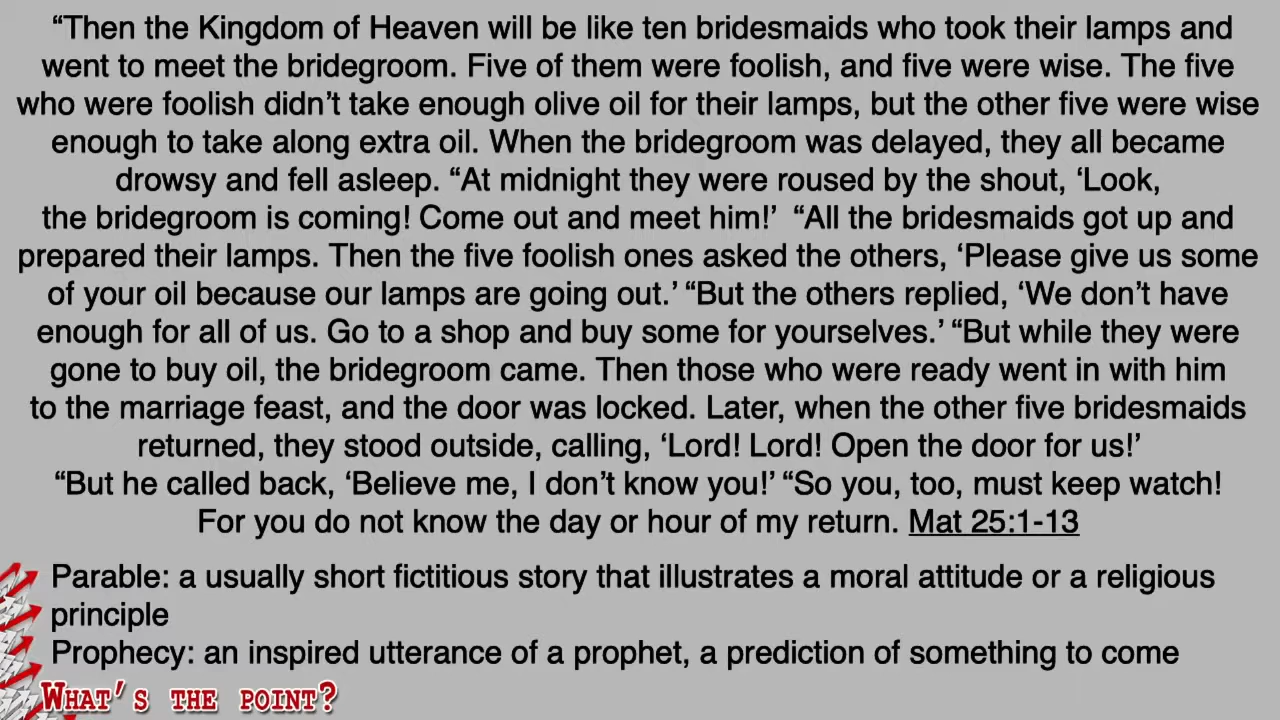 “Then the Kingdom of Heaven will be like ten bridesmaids who took their lamps and
went to meet the bridegroom. Five of them were foolish, and five were wise. The five
who were foolish didn’t take enough olive oil for their lamps, but the other five were wise
enough to take along extra oil. When the bridegroom was delayed, they all became
drowsy and fell asleep. “At midnight they were roused by the shout, ‘Look,
the bridegroom is coming! Come out and meet him!’ “All the bridesmaids got up and
prepared their lamps. Then the five foolish ones asked the others, ‘Please give us some
of your oil because our lamps are going out.’ “But the others replied, ‘We don’t have
enough for all of us. Go to a shop and buy some for yourselves.’ “But while they were
gone to buy oil, the bridegroom came. Then those who were ready went in with him
to the marriage feast, and the door was locked. Later, when the other five bridesmaids
returned, they stood outside, calling, ‘Lord! Lord! Open the door for us!’
“But he called back, ‘Believe me, I don’t know you!’ “So you, too, must keep watch!
For you do not know the day or hour of my return. Mat 25:1-13
Parable: a usually short fictitious story that illustrates a moral attitude or a religious
principle
Prophecy: an inspired utterance of a prophet, a prediction of something to come
What’s the point?